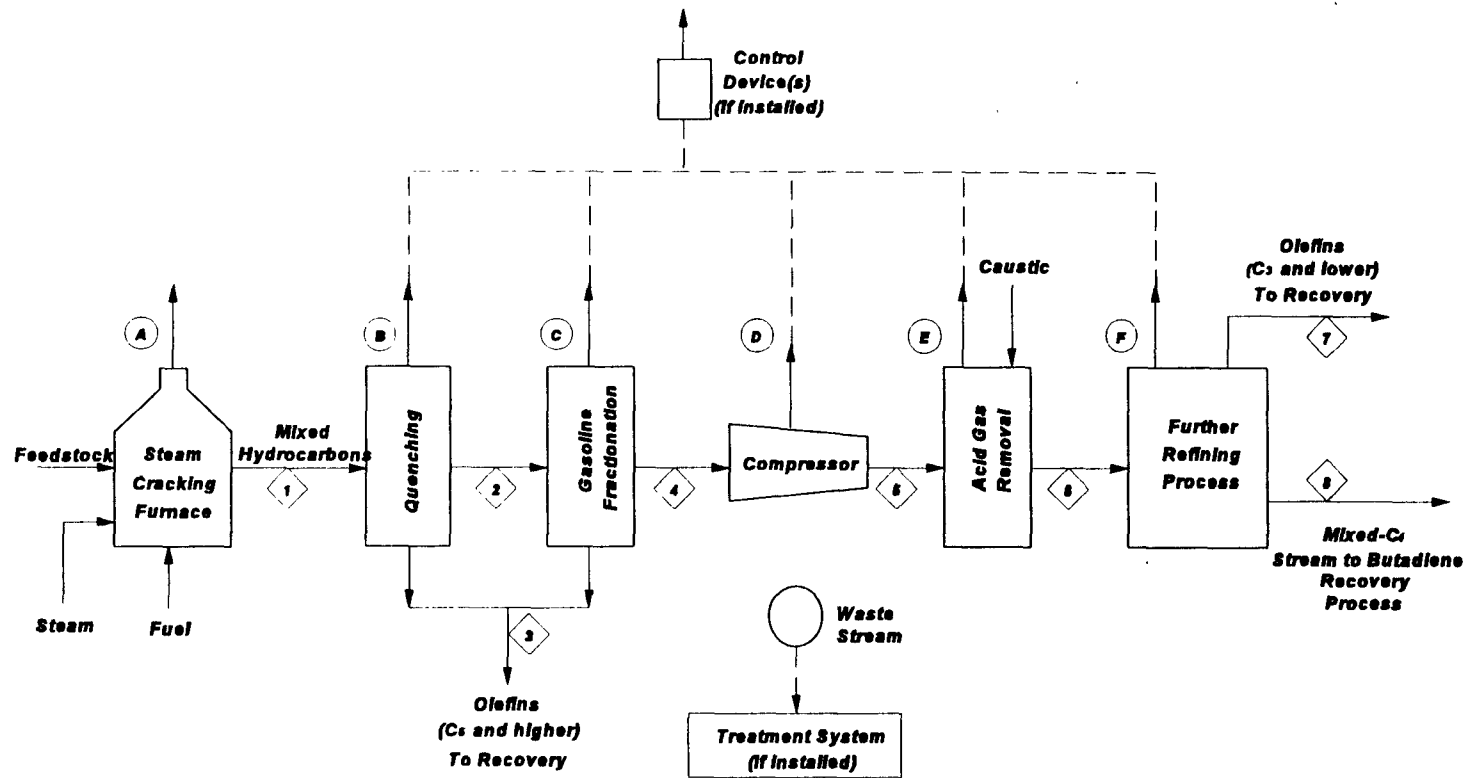 Control
Device(s)
(if installed)
Olefins
(C₃ and lower)
To Recovery
Caustic
A
B
C
D
E
F
7
Feedstock
Steam
Cracking
Furnace
Mixed
Hydrocarbons
1
Quenching
2
Gasoline
Fractionation
4
Compressor
5
Acid Gas
Removal
6
Further
Refining
Process
8
Mixed-C₄
Stream to Butadiene
Recovery
Process
Steam
Fuel
3
Olefins
(C₅ and higher)
To Recovery
Waste
Stream
Treatment System
(if installed)